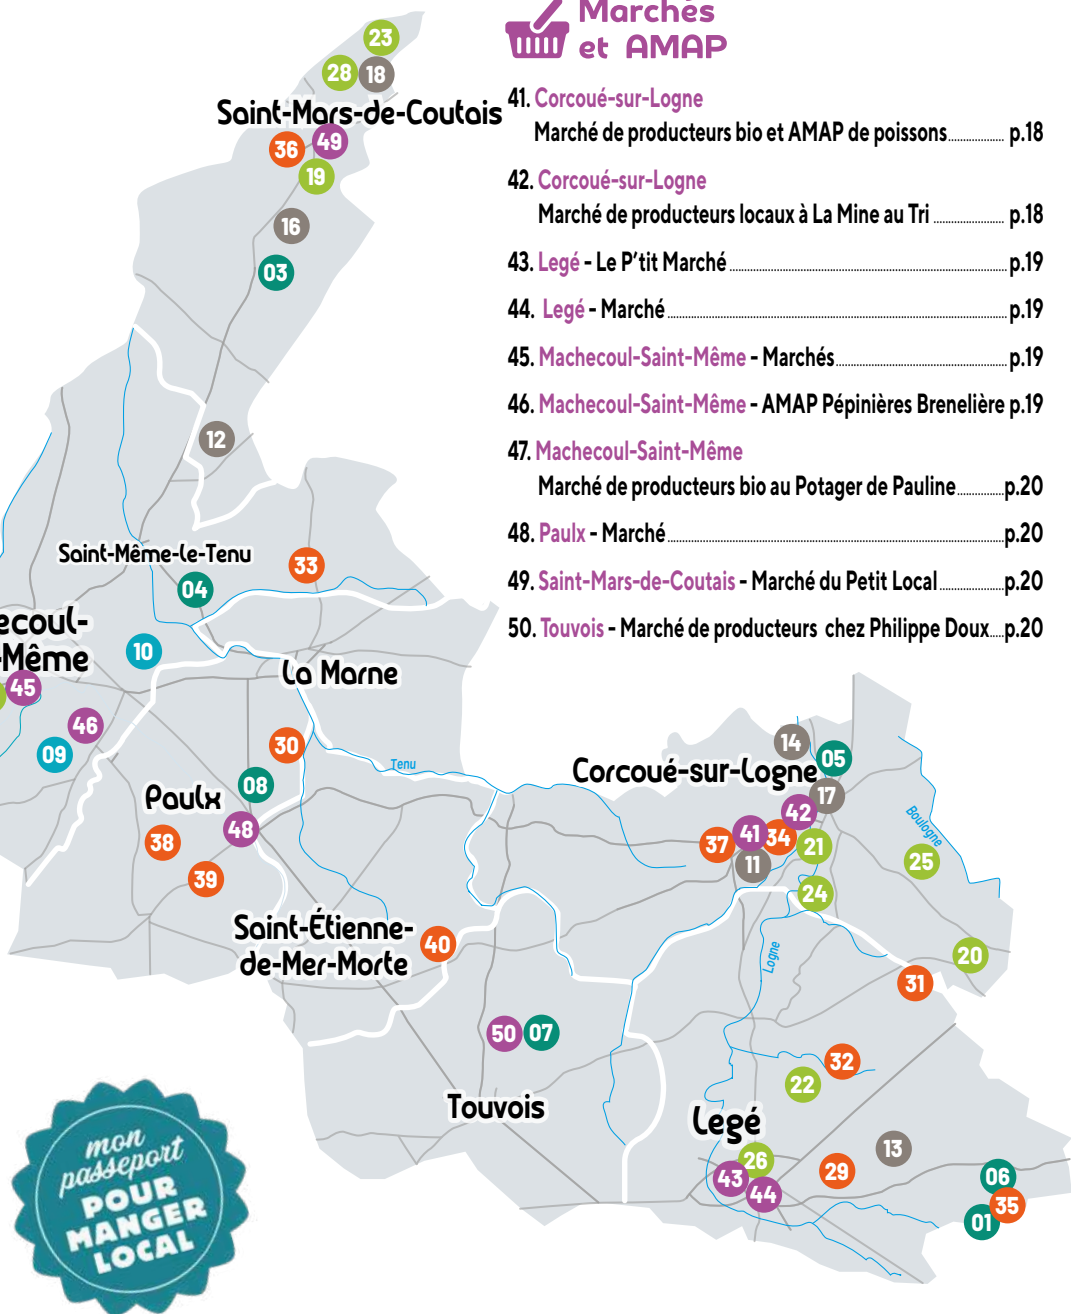 Marchés
et AMAP
41. Corcoué-sur-Logne
Marché de producteurs bio et AMAP de poissons................. p.18
42. Corcoué-sur-Logne
Marché de producteurs locaux à La Mine au Tri ..................... p.18
43. Legé - Le P'tit Marché ........................ p.19
44. Legé - Marché ........................ p.19
45. Machecoul-Saint-Même - Marchés ........................ p.19
46. Machecoul-Saint-Même - AMAP Pépinières Brenelière p.19
47. Machecoul-Saint-Même
Marché de producteurs bio au Potager de Pauline ............... p.20
48. Paulx - Marché ........................ p.20
49. Saint-Mars-de-Coutais - Marché du Petit Local ............... p.20
50. Touvois - Marché de producteurs chez Philippe Doux..... p.20
23
28
18
Saint-Mars-de-Coutais
36
49
19
16
03
12
Saint-Même-le-Tenu
33
04
ecoul-
-Même
10
45
La Marne
46
09
30
Tenu
08
Paulx
48
38
39
Saint-Étienne-
de-Mer-Morte
40
14
05
Corcoué-sur-Logne
17
42
37
41
34
21
11
Boulogne
25
24
Logne
20
31
50
07
32
22
Touvois
Legé
13
26
43
44
29
06
35
01
mon
passeport
POUR
MANGER
LOCAL